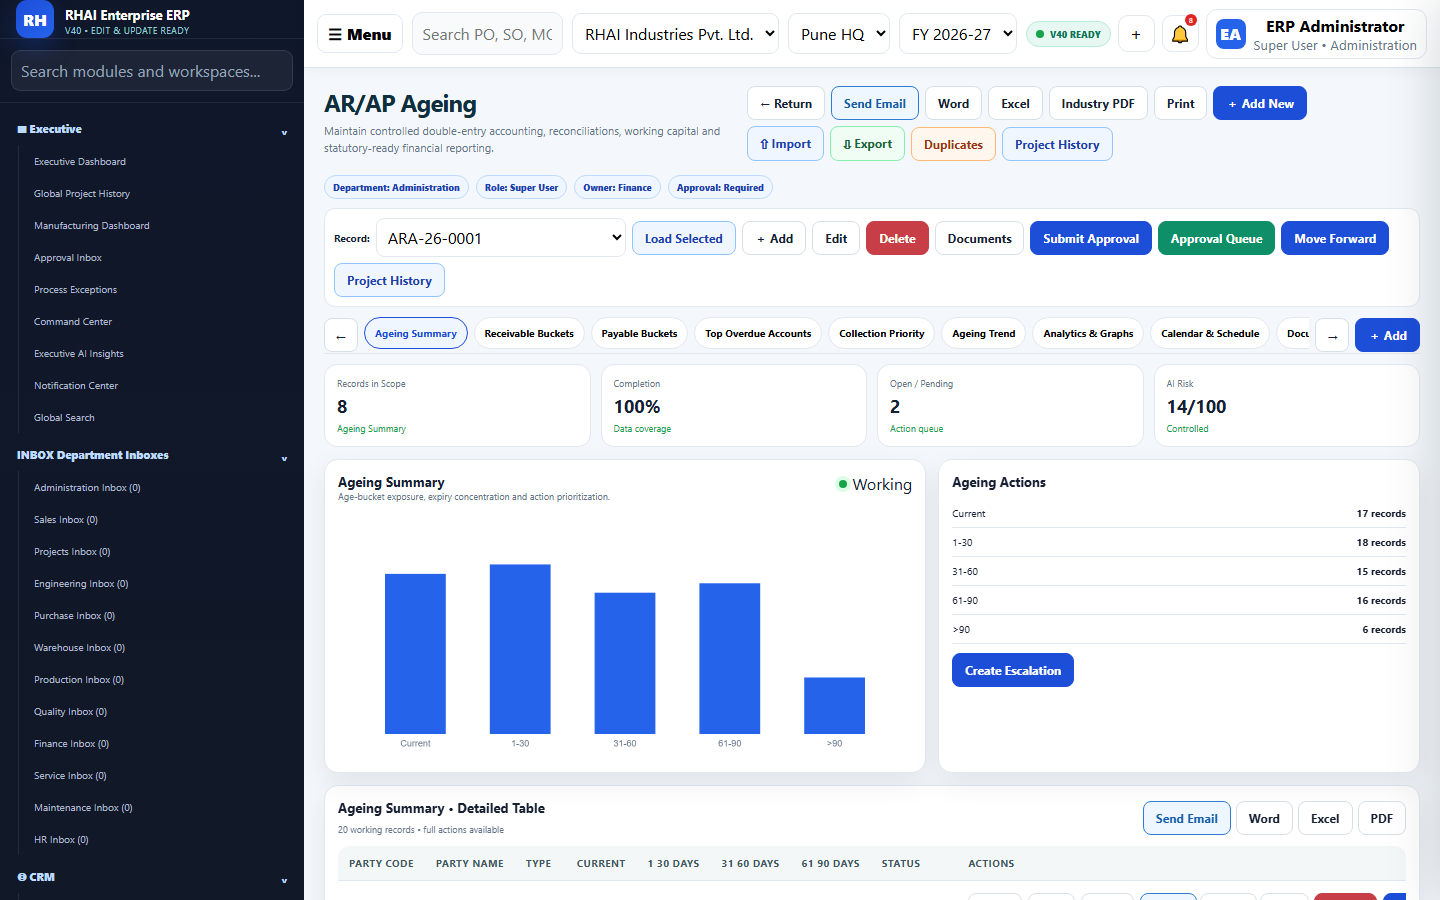 RH
RHAI Enterprise ERP
V40 • EDIT & UPDATE READY
Search modules and workspaces...
Executive
Executive Dashboard
Global Project History
Manufacturing Dashboard
Approval Inbox
Process Exceptions
Command Center
Executive AI Insights
Notification Center
Global Search
INBOX Department Inboxes
Administration Inbox (0)
Sales Inbox (0)
Projects Inbox (0)
Engineering Inbox (0)
Purchase Inbox (0)
Warehouse Inbox (0)
Production Inbox (0)
Quality Inbox (0)
Finance Inbox (0)
Service Inbox (0)
Maintenance Inbox (0)
HR Inbox (0)
CRM
☰ Menu
Search PO, SO, MO
RHAI Industries Pvt. Ltd.
Pune HQ
FY 2026-27
V40 READY
+
8
EA
ERP Administrator
Super User • Administration
AR/AP Ageing
Maintain controlled double-entry accounting, reconciliations, working capital and
statutory-ready financial reporting.
← Return
Send Email
Word
Excel
Industry PDF
Print
+ Add New
⇧ Import
⇩ Export
Duplicates
Project History
Department: Administration
Role: Super User
Owner: Finance
Approval: Required
Record:
ARA-26-0001
Load Selected
+ Add
Edit
Delete
Documents
Submit Approval
Approval Queue
Move Forward
Project History
←
Ageing Summary
Receivable Buckets
Payable Buckets
Top Overdue Accounts
Collection Priority
Ageing Trend
Analytics & Graphs
Calendar & Schedule
Docu
→
+ Add
Records in Scope
8
Ageing Summary
Completion
100%
Data coverage
Open / Pending
2
Action queue
AI Risk
14/100
Controlled
Ageing Summary
Age-bucket exposure, expiry concentration and action prioritization.
Working
Current
1-30
31-60
61-90
>90
Ageing Actions
Current 17 records
1-30 18 records
31-60 15 records
61-90 16 records
>90 6 records
Create Escalation
Ageing Summary • Detailed Table
20 working records • full actions available
Send Email
Word
Excel
PDF
PARTY CODE PARTY NAME TYPE CURRENT 1 30 DAYS 31 60 DAYS 61 90 DAYS STATUS ACTIONS